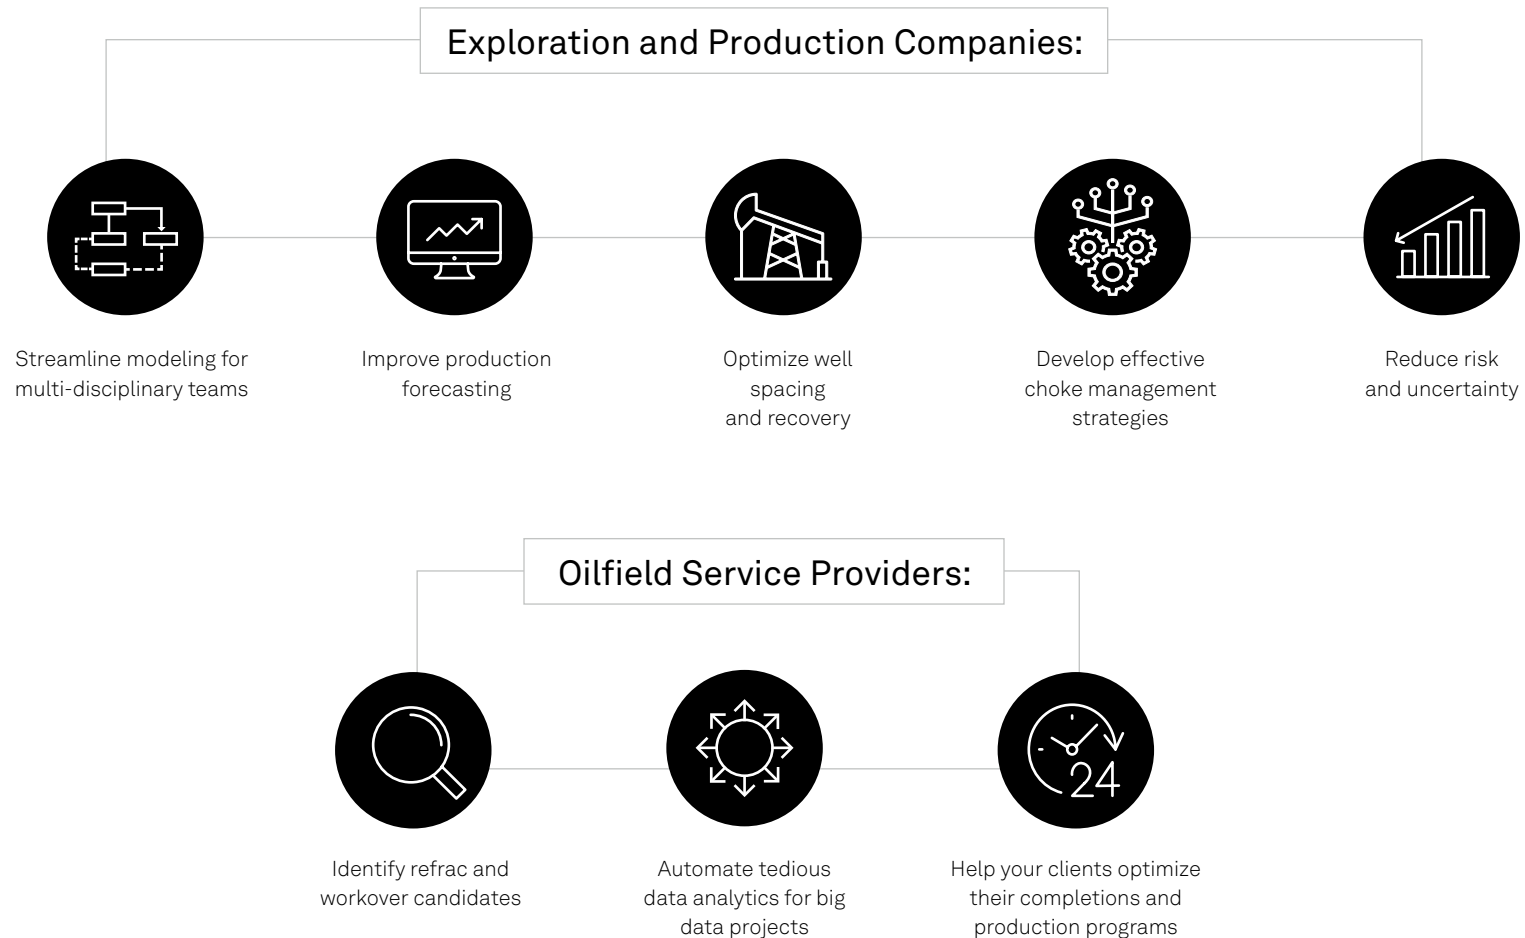 Exploration and Production Companies:
Streamline modeling for
multi-disciplinary teams
Improve production
forecasting
Optimize well
spacing
and recovery
Develop effective
choke management
strategies
Reduce risk
and uncertainty
Oilfield Service Providers:
24
Identify refrac and
workover candidates
Automate tedious
data analytics for big
data projects
Help your clients optimize
their completions and
production programs